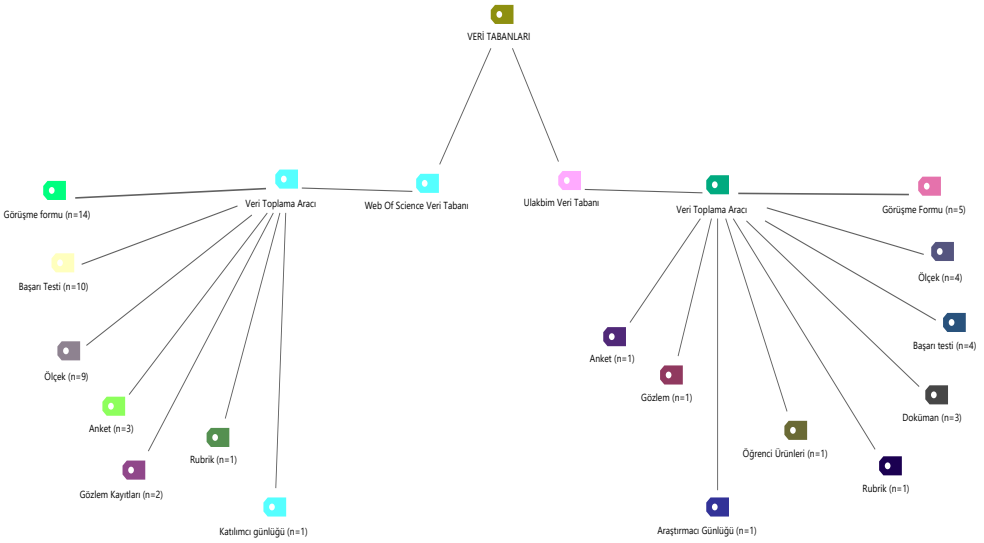 VERİ TABANLARI
Veri Toplama Aracı
Web Of Science Veri Tabanı
Ulakbim Veri Tabanı
Veri Toplama Aracı
Görüşme formu (n=14)
Görüşme Formu (n=5)
Başarı Testi (n=10)
Ölçek (n=4)
Ölçek (n=9)
Anket (n=1)
Başarı testi (n=4)
Anket (n=3)
Gözlem (n=1)
Doküman (n=3)
Rubrik (n=1)
Öğrenci Ürünleri (n=1)
Gözlem Kayıtları (n=2)
Rubrik (n=1)
Katılımcı günlüğü (n=1)
Araştırmacı Günlüğü (n=1)